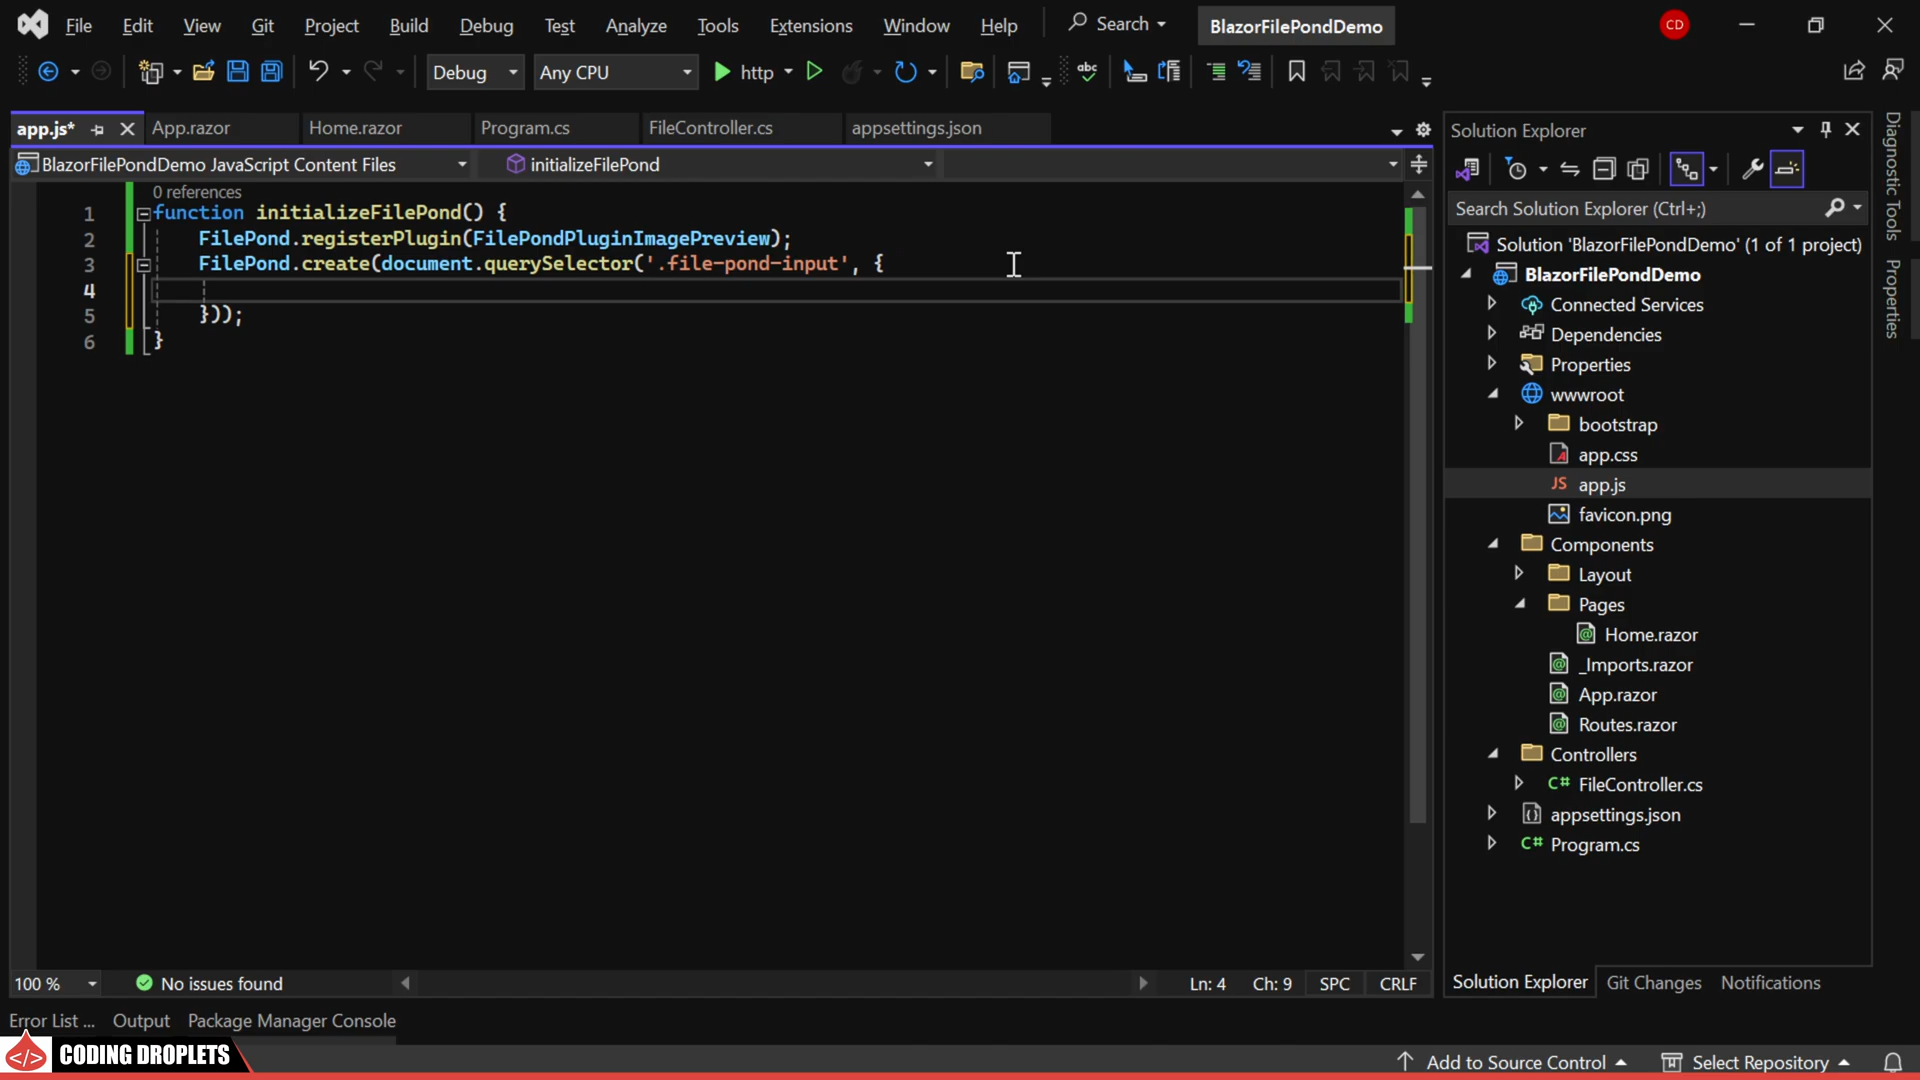 File Edit View Git Project Build Debug Test Analyze Tools Extensions Window Help Search BlazorFilePondDemo CD
Debug Any CPU http abc
app.js* App.razor Home.razor Program.cs FileController.cs appsettings.json
BlazorFilePondDemo JavaScript Content Files initializeFilePond
0 references
1 function initializeFilePond() {
2 FilePond.registerPlugin(FilePondPluginImagePreview);
3 FilePond.create(document.querySelector('.file-pond-input', {
4
5 }));
6 }
100 % No issues found Ln: 4 Ch: 9 SPC CRLF
Error List ... Output Package Manager Console
CODING DROPLETS
Add to Source Control Select Repository
Solution Explorer
Search Solution Explorer (Ctrl+;)
Solution 'BlazorFilePondDemo' (1 of 1 project)
BlazorFilePondDemo
Connected Services
Dependencies
Properties
wwwroot
bootstrap
app.css
JS app.js
favicon.png
Components
Layout
Pages
Home.razor
_Imports.razor
App.razor
Routes.razor
Controllers
C# FileController.cs
appsettings.json
C# Program.cs
Solution Explorer Git Changes Notifications
Diagnostic Tools
Properties